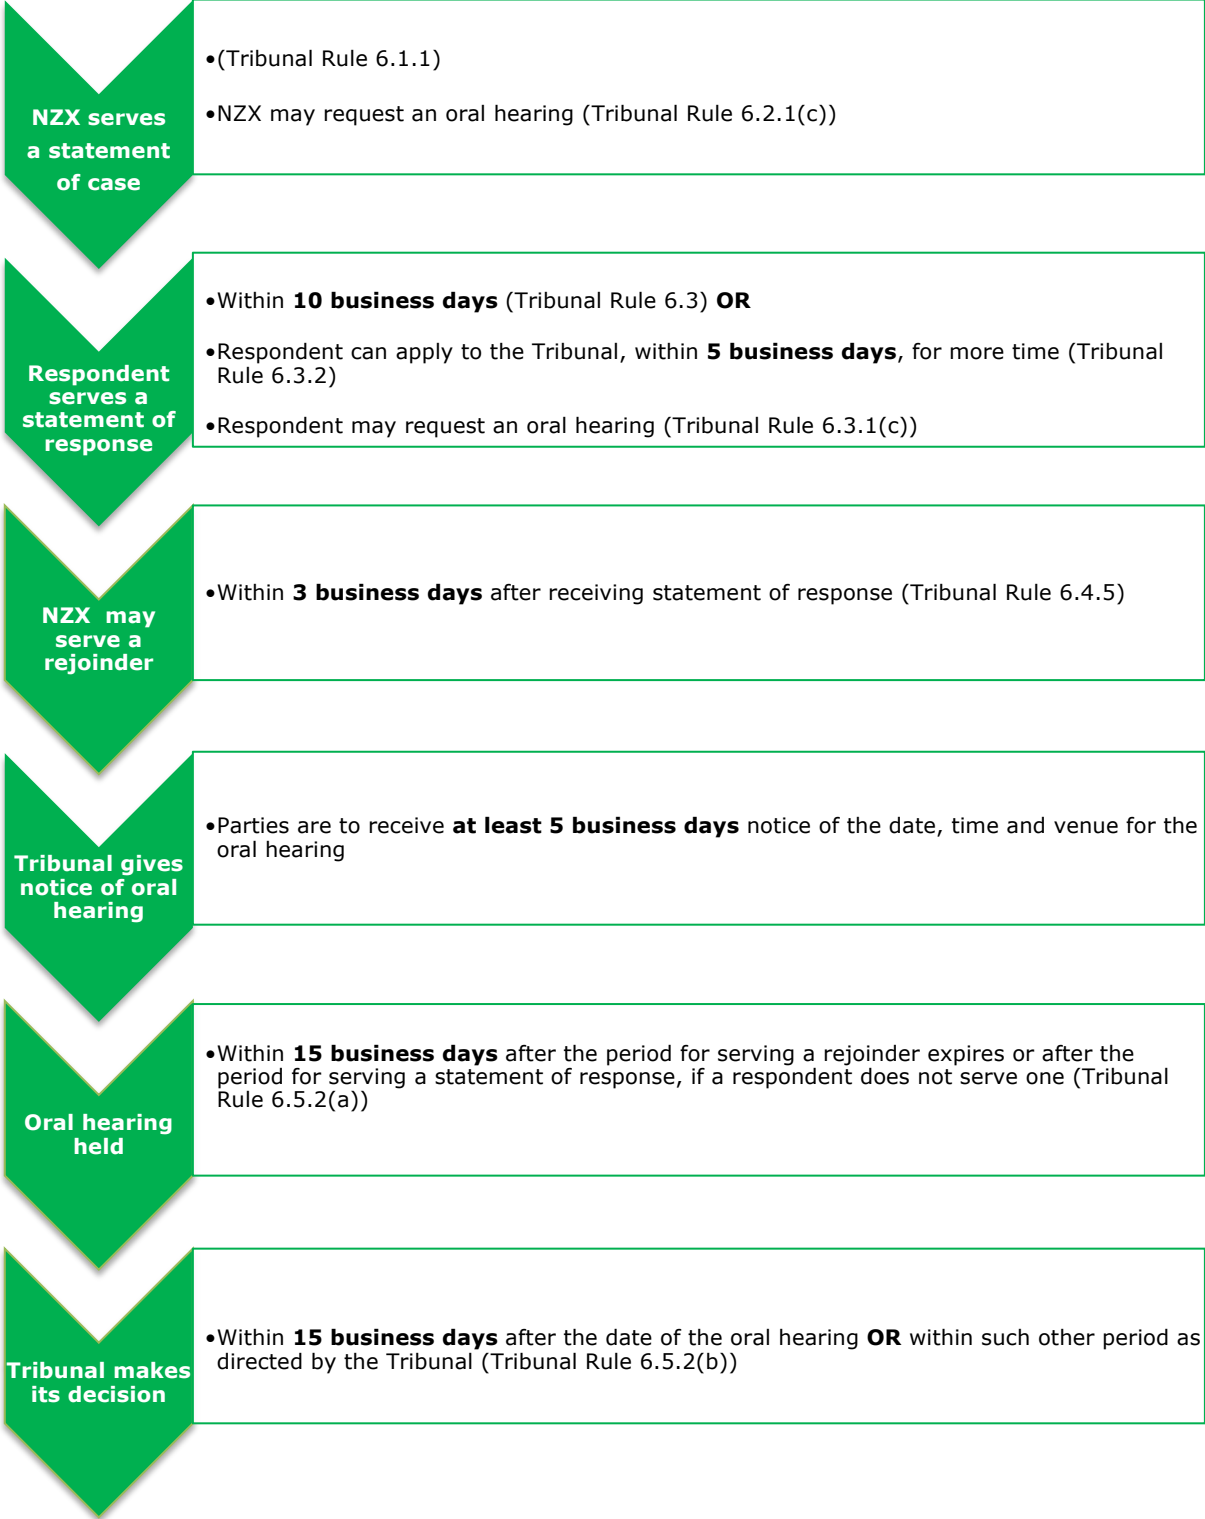 NZX serves
a statement
of case
•(Tribunal Rule 6.1.1)
•NZX may request an oral hearing (Tribunal Rule 6.2.1(c))
Respondent
serves a
statement of
response
•Within 10 business days (Tribunal Rule 6.3) OR
•Respondent can apply to the Tribunal, within 5 business days, for more time (Tribunal
Rule 6.3.2)
•Respondent may request an oral hearing (Tribunal Rule 6.3.1(c))
NZX may
serve a
rejoinder
•Within 3 business days after receiving statement of response (Tribunal Rule 6.4.5)
Tribunal gives
notice of oral
hearing
•Parties are to receive at least 5 business days notice of the date, time and venue for the
oral hearing
Oral hearing
held
•Within 15 business days after the period for serving a rejoinder expires or after the
period for serving a statement of response, if a respondent does not serve one (Tribunal
Rule 6.5.2(a))
Tribunal makes
its decision
•Within 15 business days after the date of the oral hearing OR within such other period as
directed by the Tribunal (Tribunal Rule 6.5.2(b))